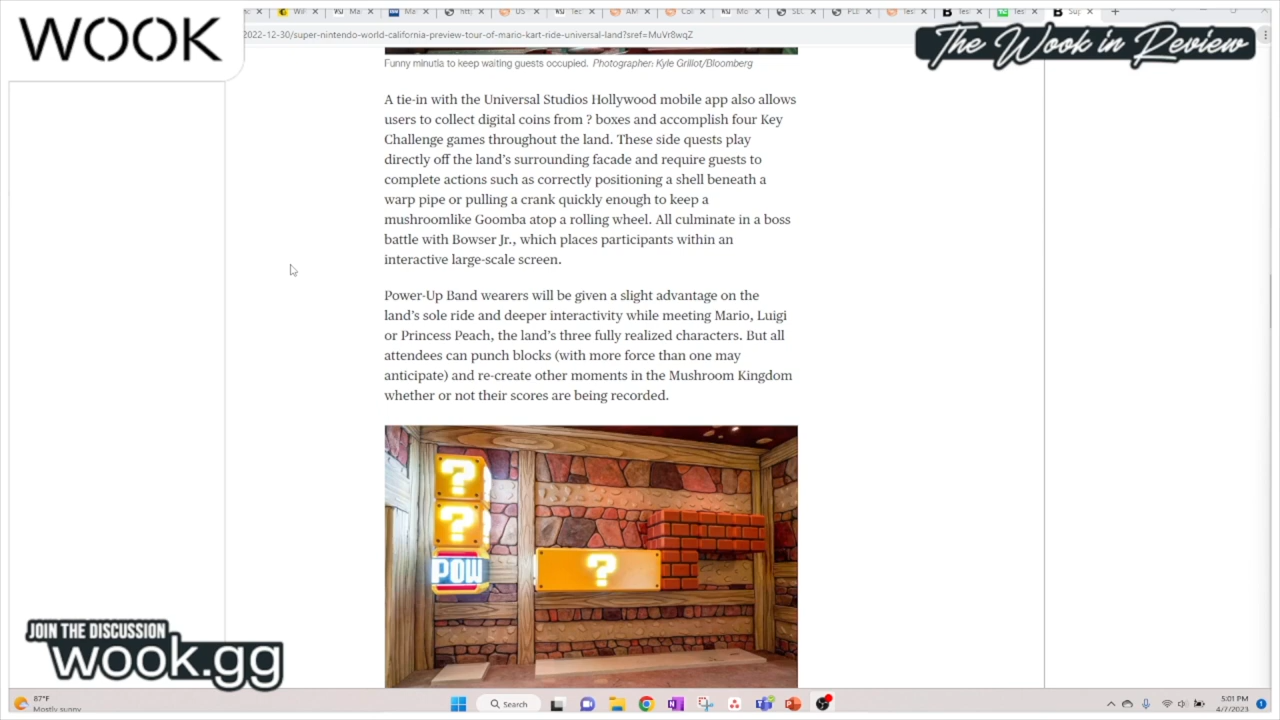 WOOK
The Wook in Review
2022-12-30/super-nintendo-world-california-preview-tour-of-mario-kart-ride-universal-land?sref=MuVr8wqZ
Funny minutia to keep waiting guests occupied. Photographer: Kyle Grillot/Bloomberg
A tie-in with the Universal Studios Hollywood mobile app also allows
users to collect digital coins from ? boxes and accomplish four Key
Challenge games throughout the land. These side quests play
directly off the land's surrounding facade and require guests to
complete actions such as correctly positioning a shell beneath a
warp pipe or pulling a crank quickly enough to keep a
mushroomlike Goomba atop a rolling wheel. All culminate in a boss
battle with Bowser Jr., which places participants within an
interactive large-scale screen.
Power-Up Band wearers will be given a slight advantage on the
land's sole ride and deeper interactivity while meeting Mario, Luigi
or Princess Peach, the land's three fully realized characters. But all
attendees can punch blocks (with more force than one may
anticipate) and re-create other moments in the Mushroom Kingdom
whether or not their scores are being recorded.
?
?
POW
?
JOIN THE DISCUSSION
wook.gg
87°F
Mostly sunny
Search
5:01 PM
4/7/2023